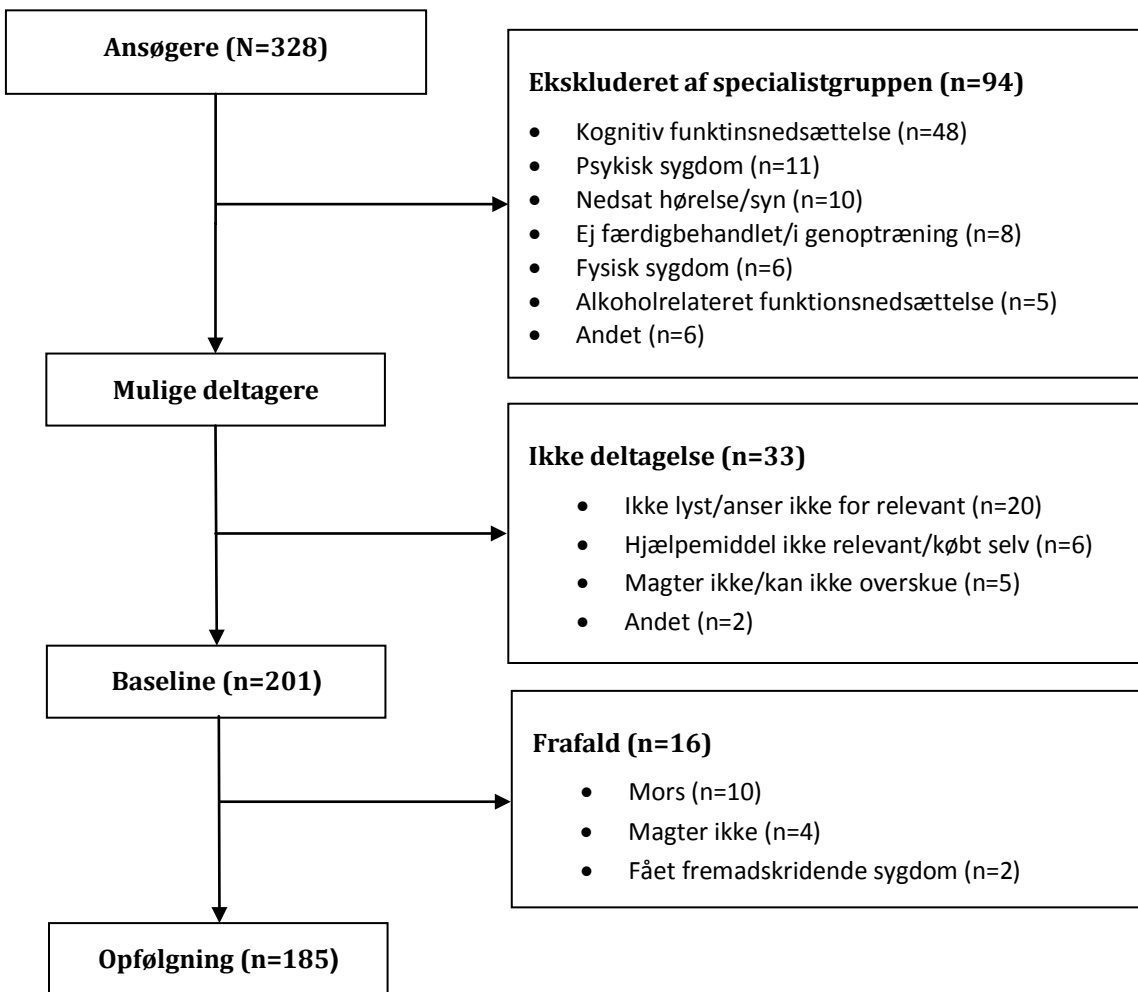 Ansøgere (N=328)
Ekskluderet af specialistgruppen (n=94)
• Kognitiv funktinsnedsættelse (n=48)
• Psykisk sygdom (n=11)
• Nedsat hørelse/syn (n=10)
• Ej færdigbehandlet/i genoptræning (n=8)
• Fysisk sygdom (n=6)
• Alkoholrelateret funktionsnedsættelse (n=5)
• Andet (n=6)
Mulige deltagere
Ikke deltagelse (n=33)
• Ikke lyst/anser ikke for relevant (n=20)
• Hjælpemiddel ikke relevant/købt selv (n=6)
• Magter ikke/kan ikke overskue (n=5)
• Andet (n=2)
Baseline (n=201)
Frafald (n=16)
• Mors (n=10)
• Magter ikke (n=4)
• Fået fremadskridende sygdom (n=2)
Opfølgning (n=185)